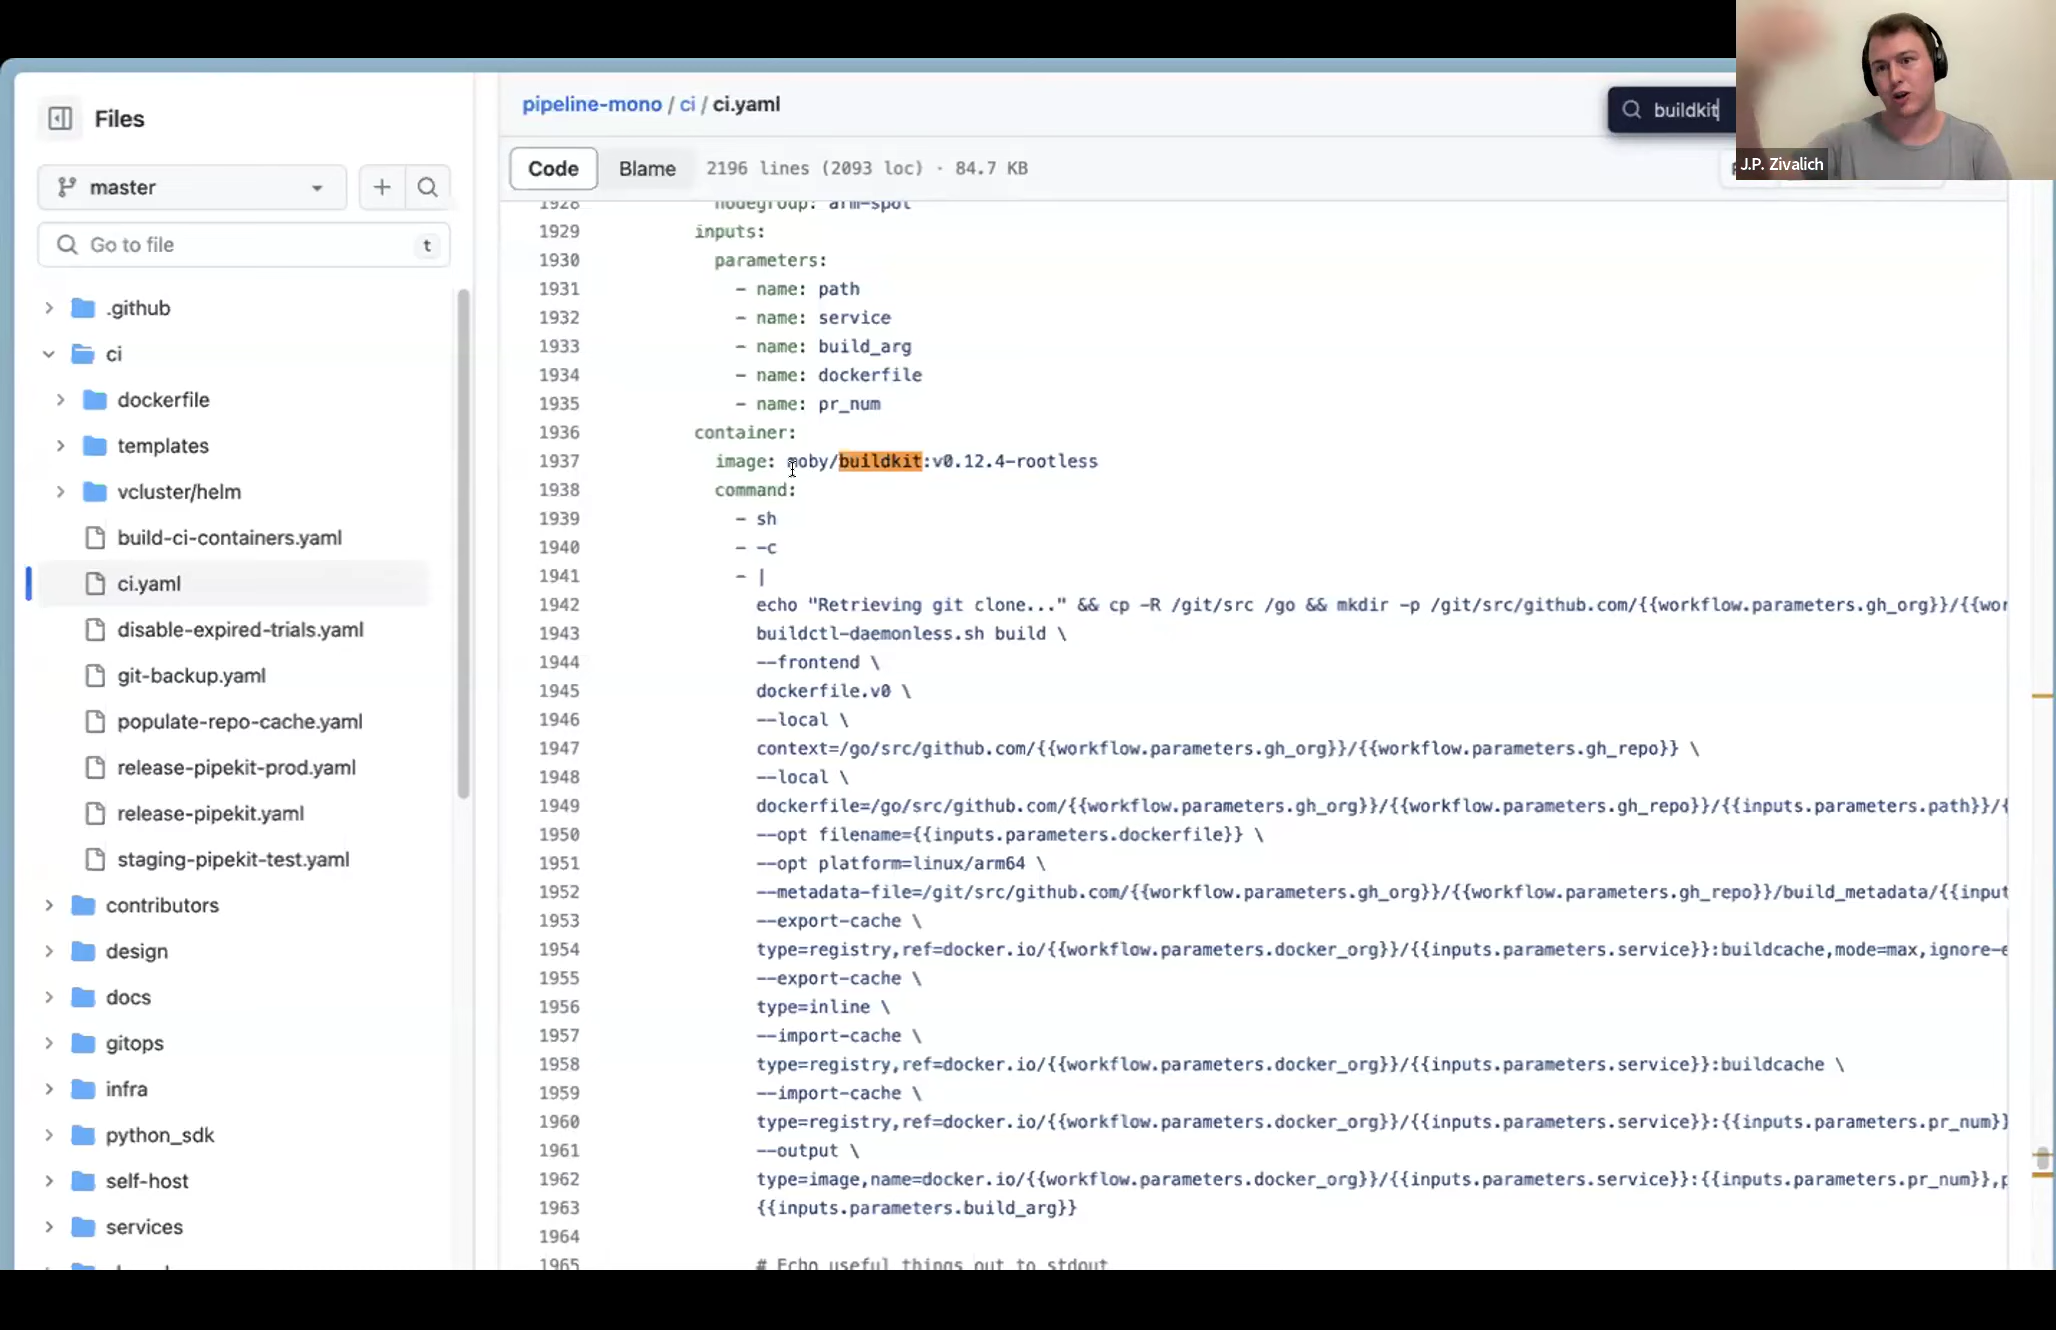 Files
master
Go to file
t
.github
ci
dockerfile
templates
vcluster/helm
build-ci-containers.yaml
ci.yaml
disable-expired-trials.yaml
git-backup.yaml
populate-repo-cache.yaml
release-pipekit-prod.yaml
release-pipekit.yaml
staging-pipekit-test.yaml
contributors
design
docs
gitops
infra
python_sdk
self-host
services
pipeline-mono / ci / ci.yaml
buildkit
J.P. Zivalich
Code Blame 2196 lines (2093 loc) · 84.7 KB
1928 nodegroup: arm-spot
1929 inputs:
1930 parameters:
1931 - name: path
1932 - name: service
1933 - name: build_arg
1934 - name: dockerfile
1935 - name: pr_num
1936 container:
1937 image: moby/buildkit:v0.12.4-rootless
1938 command:
1939 - sh
1940 - -c
1941 - |
1942 echo "Retrieving git clone..." && cp -R /git/src /go && mkdir -p /git/src/github.com/{{workflow.parameters.gh_org}}/{{wor
1943 buildctl-daemonless.sh build \
1944 --frontend \
1945 dockerfile.v0 \
1946 --local \
1947 context=/go/src/github.com/{{workflow.parameters.gh_org}}/{{workflow.parameters.gh_repo}} \
1948 --local \
1949 dockerfile=/go/src/github.com/{{workflow.parameters.gh_org}}/{{workflow.parameters.gh_repo}}/{{inputs.parameters.path}}/{
1950 --opt filename={{inputs.parameters.dockerfile}} \
1951 --opt platform=linux/arm64 \
1952 --metadata-file=/git/src/github.com/{{workflow.parameters.gh_org}}/{{workflow.parameters.gh_repo}}/build_metadata/{{input
1953 --export-cache \
1954 type=registry,ref=docker.io/{{workflow.parameters.docker_org}}/{{inputs.parameters.service}}:buildcache,mode=max,ignore-e
1955 --export-cache \
1956 type=inline \
1957 --import-cache \
1958 type=registry,ref=docker.io/{{workflow.parameters.docker_org}}/{{inputs.parameters.service}}:buildcache \
1959 --import-cache \
1960 type=registry,ref=docker.io/{{workflow.parameters.docker_org}}/{{inputs.parameters.service}}:{{inputs.parameters.pr_num}}
1961 --output \
1962 type=image,name=docker.io/{{workflow.parameters.docker_org}}/{{inputs.parameters.service}}:{{inputs.parameters.pr_num}},p
1963 {{inputs.parameters.build_arg}}
1964
1965 # Echo useful things out to stdout